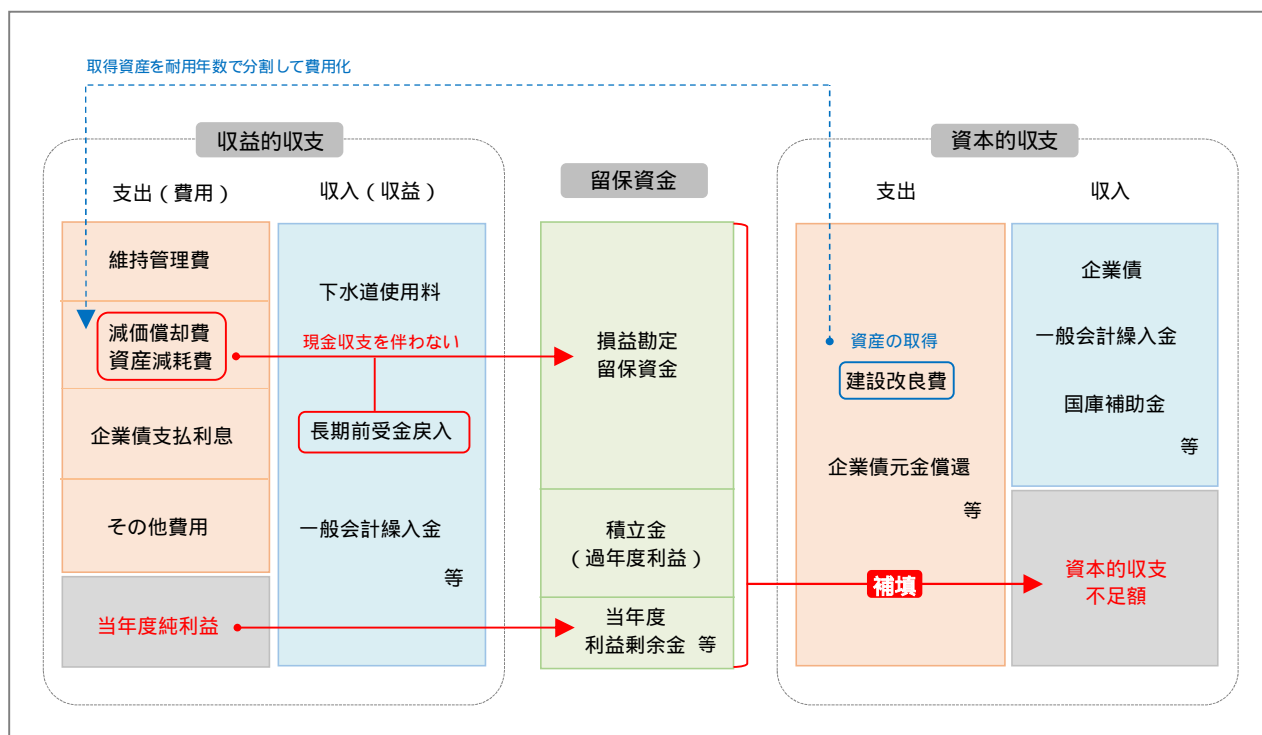 取得資産を耐用年数で分割して費用化
収益的収支
支出(費用)
収入(収益)
維持管理費
減価償却費
資産減耗費
企業債支払利息
その他費用
当年度純利益
下水道使用料
現金収支を伴わない
長期前受金戻入
一般会計繰入金
等
留保資金
損益勘定
留保資金
積立金
(過年度利益)
当年度
利益剰余金 等
補填
資本的収支
支出
収入
資産の取得
建設改良費
企業債元金償還
等
企業債
一般会計繰入金
国庫補助金
等
資本的収支
不足額